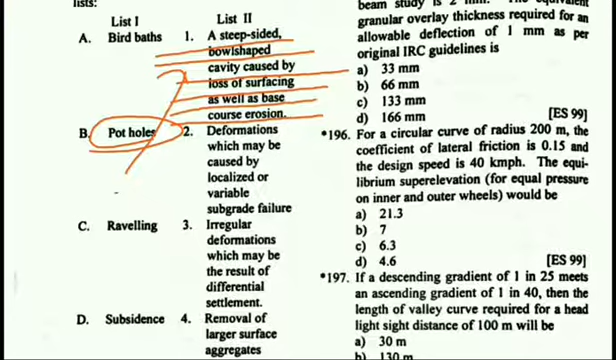 lists:
List I List II
A. Bird baths 1. A steep-sided,
bowlshaped
cavity caused by
loss of surfacing
as well as base
course erosion.
B. Pot holes 2. Deformations
which may be
caused by
localized or
variable
subgrade failure
C. Ravelling 3. Irregular
deformations
which may be
the result of
differential
settlement.
D. Subsidence 4. Removal of
larger surface
aggregates
beam study is 2 mm. The equivalent
granular overlay thickness required for an
allowable deflection of 1 mm as per
original IRC guidelines is
a) 33 mm
b) 66 mm
c) 133 mm
d) 166 mm [ES 99]
*196. For a circular curve of radius 200 m, the
coefficient of lateral friction is 0.15 and
the design speed is 40 kmph. The equi-
librium superelevation (for equal pressure
on inner and outer wheels) would be
a) 21.3
b) 7
c) 6.3
d) 4.6 [ES 99]
*197. If a descending gradient of 1 in 25 meets
an ascending gradient of 1 in 40, then the
length of valley curve required for a head
light sight distance of 100 m will be
a) 30 m
b) 130 m